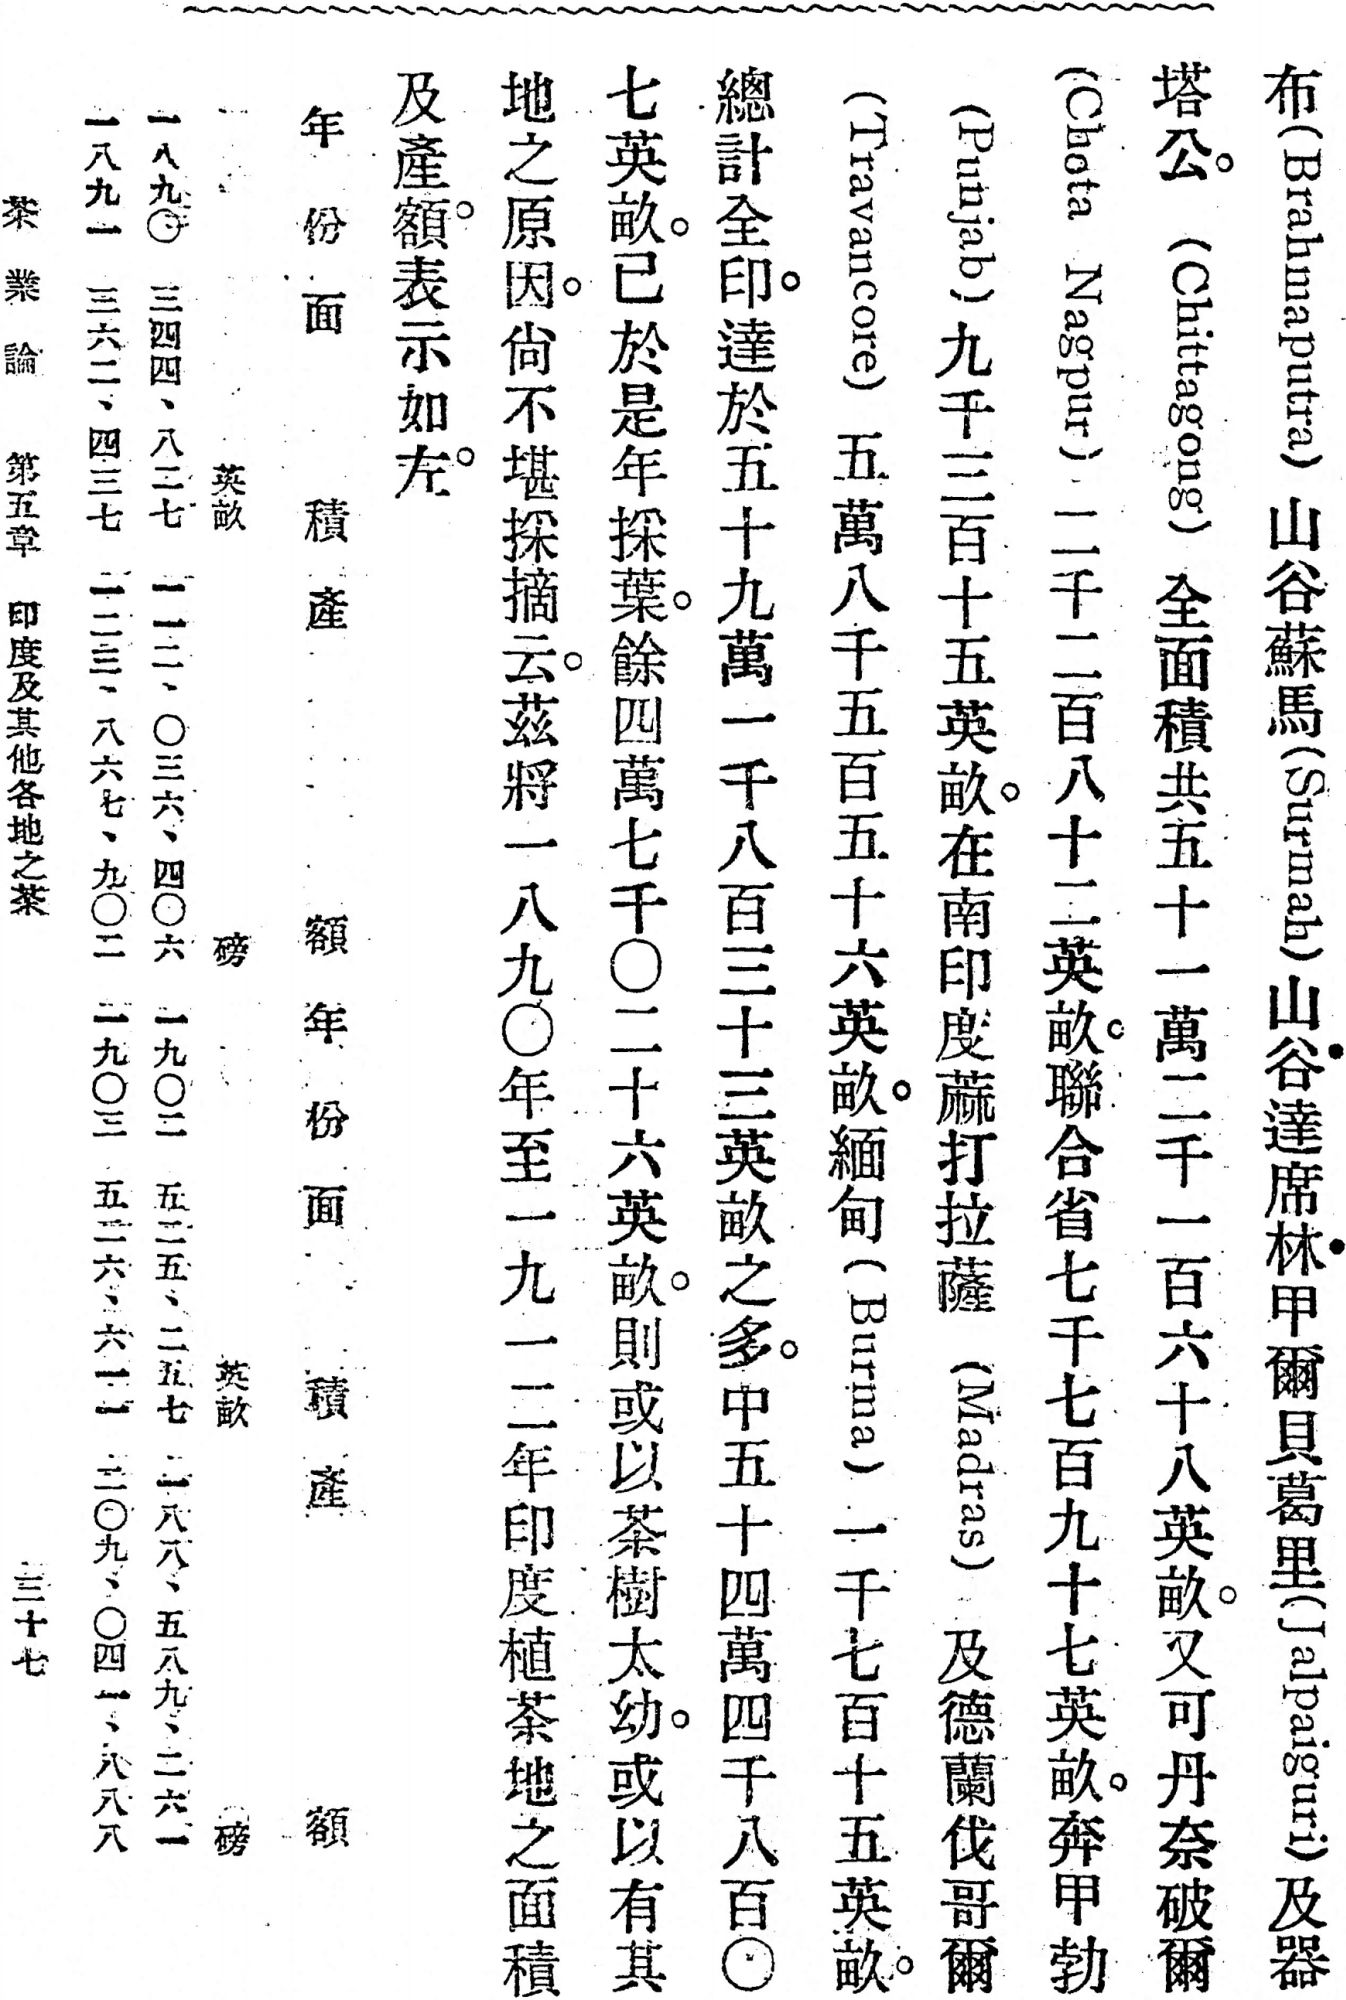 布(Brahmaputra)山谷蘇馬(Surmah)山谷達席林甲爾貝葛里(Jalpaiguri)及器
塔公。(Chittagong)全面積共五十一萬二千一百六十八英畝。又可丹奈破爾
(Chota Nagpur)二千二百八十二英畝。聯合省七千七百九十七英畝。奔甲勃
(Punjab)九千三百十五英畝。在南印度蔴打拉薩(Madras)及德蘭伐哥爾
(Travancore)五萬八千五百五十六英畝。緬甸(Burma)一千七百十五英畝。
總計全印。達於五十九萬一千八百三十三英畝之多。中五十四萬四千八百〇
七英畝。已於是年採葉。餘四萬七千〇二十六英畝。則或以茶樹太幼。或以有其
地之原因。尙不堪採摘云。茲將一八九〇年至一九一二年印度植茶地之面積
及產額。表示如左。
年份 面積 產額 年份 面積 產額
英畝 磅 英畝 磅
一八九〇 三四四、八二七 一一二、〇三六、四〇六 一九〇二 五二五、二五七 一八八、五八九、二六一
一八九一 三六二、四三七 一二三、八六七、九〇二 一九〇三 五二六、六一一 二〇九、〇四一、八八八
茶業論 第五章 印度及其他各地之茶 三十七